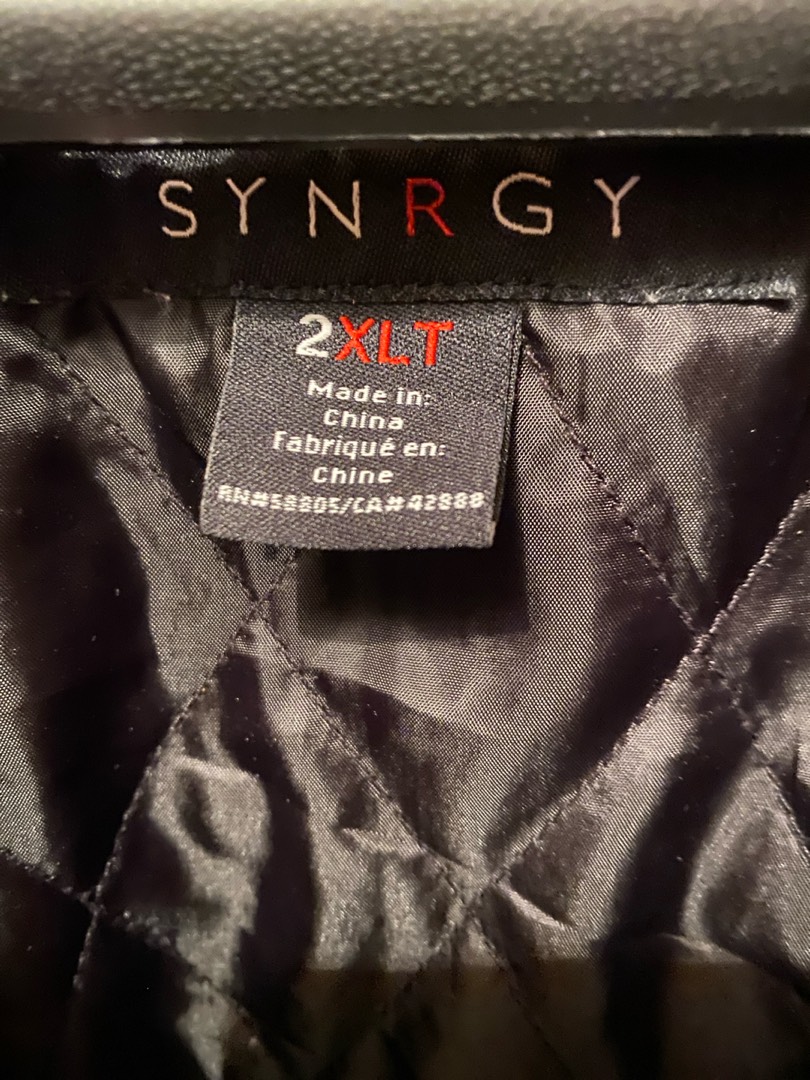 SYNRGY
2XLT
Made in:
China
Fabriqué en:
Chine
RN#58805/CA#42888